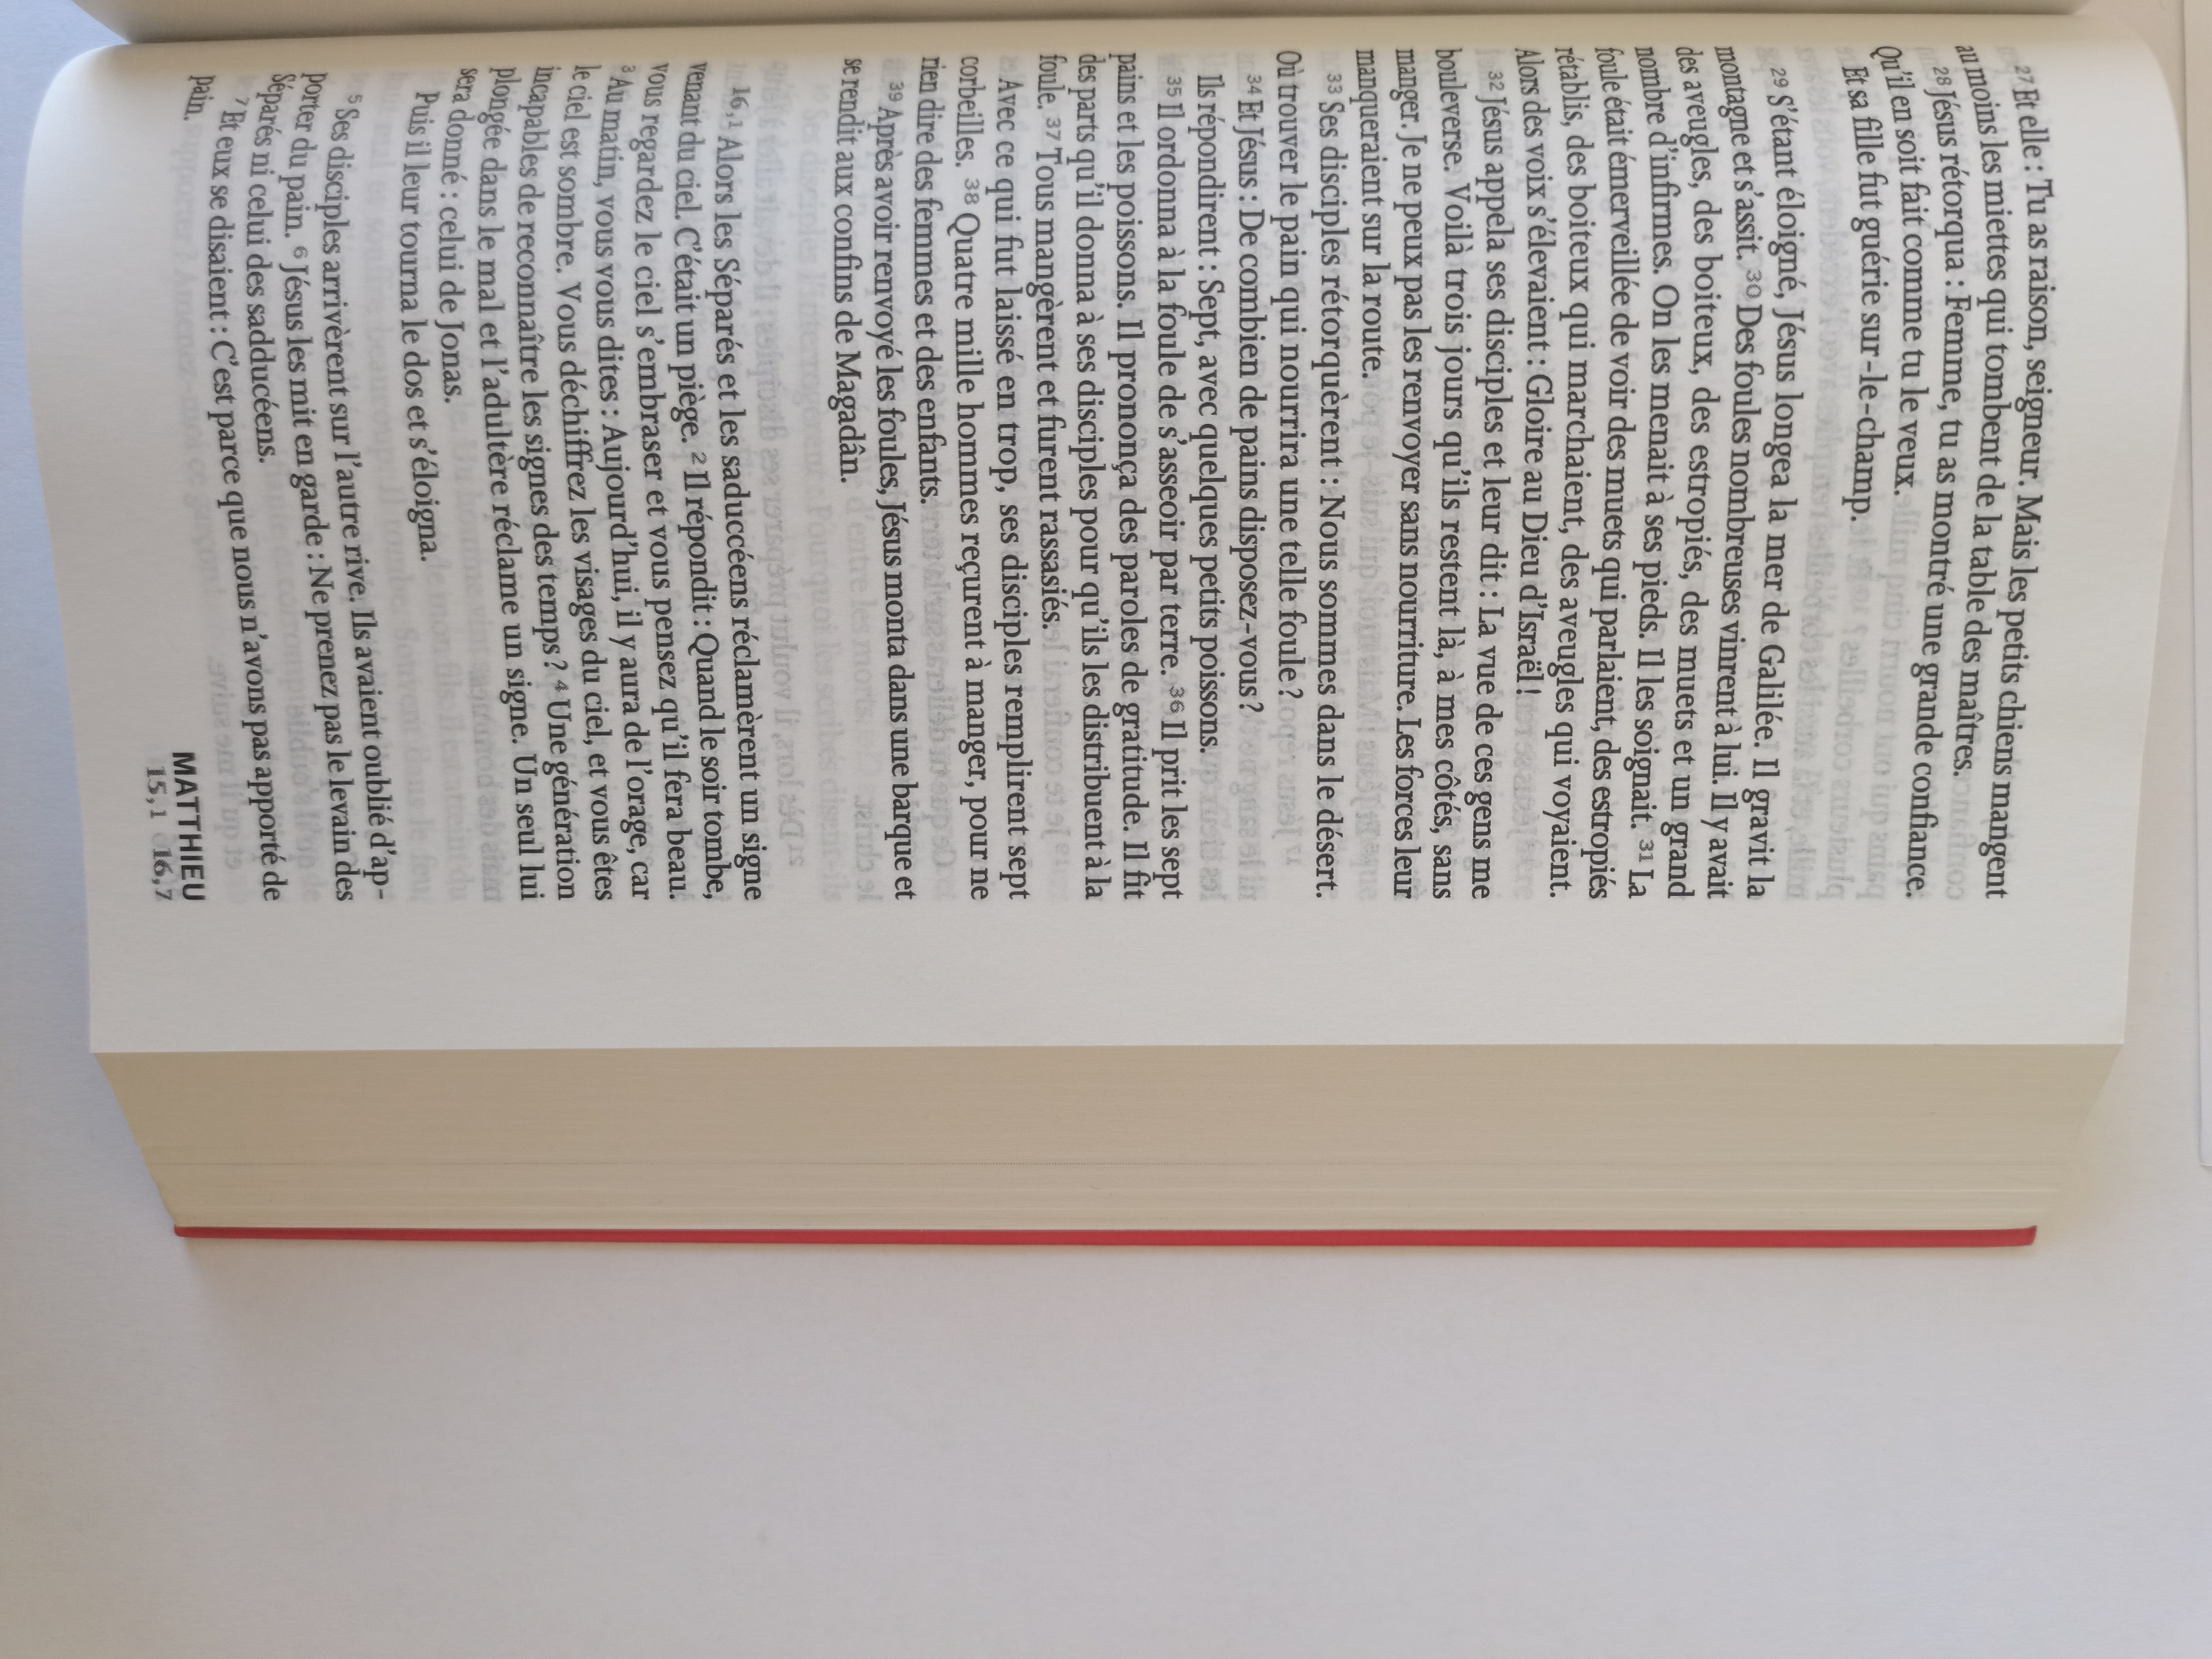 27 Et elle : Tu as raison, seigneur. Mais les petits chiens mangent
au moins les miettes qui tombent de la table des maîtres.
28 Jésus rétorqua : Femme, tu as montré une grande confiance.
Qu'il en soit fait comme tu le veux.
Et sa fille fut guérie sur-le-champ.
29 S'étant éloigné, Jésus longea la mer de Galilée. Il gravit la
montagne et s'assit. 30 Des foules nombreuses vinrent à lui. Il y avait
des aveugles, des boiteux, des estropiés, des muets et un grand
nombre d'infirmes. On les menait à ses pieds. Il les soignait. 31 La
foule était émerveillée de voir des muets qui parlaient, des estropiés
rétablis, des boiteux qui marchaient, des aveugles qui voyaient.
Alors des voix s'élevaient : Gloire au Dieu d'Israël !
32 Jésus appela ses disciples et leur dit : La vue de ces gens me
bouleverse. Voilà trois jours qu'ils restent là, à mes côtés, sans
manger. Je ne peux pas les renvoyer sans nourriture. Les forces leur
manqueraient sur la route.
33 Ses disciples rétorquèrent : Nous sommes dans le désert.
Où trouver le pain qui nourrira une telle foule ?
34 Et Jésus : De combien de pains disposez-vous ?
Ils répondirent : Sept, avec quelques petits poissons.
35 Il ordonna à la foule de s'asseoir par terre. 36 Il prit les sept
pains et les poissons. Il prononça des paroles de gratitude. Il fit
des parts qu'il donna à ses disciples pour qu'ils les distribuent à la
foule. 37 Tous mangèrent et furent rassasiés.
Avec ce qui fut laissé en trop, ses disciples remplirent sept
corbeilles. 38 Quatre mille hommes reçurent à manger, pour ne
rien dire des femmes et des enfants.
39 Après avoir renvoyé les foules, Jésus monta dans une barque et
se rendit aux confins de Magadân.
16,1 Alors les Séparés et les saduccéens réclamèrent un signe
venant du ciel. C'était un piège. 2 Il répondit : Quand le soir tombe,
vous regardez le ciel s'embraser et vous pensez qu'il fera beau.
3 Au matin, vous vous dites : Aujourd'hui, il y aura de l'orage, car
le ciel est sombre. Vous déchiffrez les visages du ciel, et vous êtes
incapables de reconnaître les signes des temps ? 4 Une génération
plongée dans le mal et l'adultère réclame un signe. Un seul lui
sera donné : celui de Jonas.
Puis il leur tourna le dos et s'éloigna.
5 Ses disciples arrivèrent sur l'autre rive. Ils avaient oublié d'ap-
porter du pain. 6 Jésus les mit en garde : Ne prenez pas le levain des
Séparés ni celui des sadducéens.
7 Et eux se disaient : C'est parce que nous n'avons pas apporté de
pain.
MATTHIEU
15,1 16,7